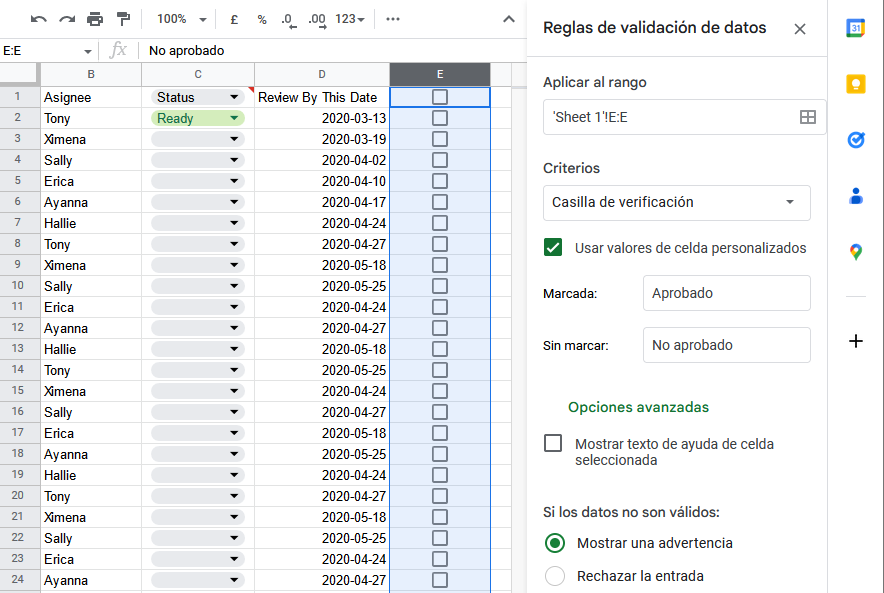 100% £ % .0 .00 123
E:E fx No aprobado
B C D E
1 Asignee Status Review By This Date
2 Tony Ready 2020-03-13
3 Ximena 2020-03-19
4 Sally 2020-04-02
5 Erica 2020-04-10
6 Ayanna 2020-04-17
7 Hallie 2020-04-24
8 Tony 2020-04-27
9 Ximena 2020-05-18
10 Sally 2020-05-25
11 Erica 2020-04-24
12 Ayanna 2020-04-27
13 Hallie 2020-05-18
14 Tony 2020-05-25
15 Ximena 2020-04-24
16 Sally 2020-04-27
17 Erica 2020-05-18
18 Ayanna 2020-05-25
19 Hallie 2020-04-24
20 Tony 2020-04-27
21 Ximena 2020-05-18
22 Sally 2020-05-25
23 Erica 2020-04-24
24 Ayanna 2020-04-27
Reglas de validación de datos
Aplicar al rango
'Sheet 1'!E:E
Criterios
Casilla de verificación
Usar valores de celda personalizados
Marcada: Aprobado
Sin marcar: No aprobado
Opciones avanzadas
Mostrar texto de ayuda de celda
seleccionada
Si los datos no son válidos:
Mostrar una advertencia
Rechazar la entrada
31